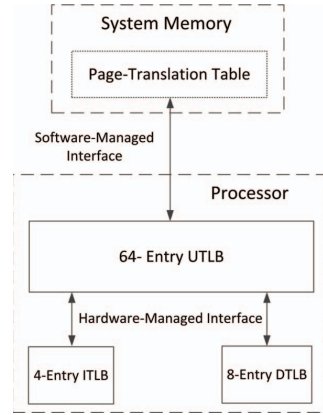 System Memory
Page-Translation Table
Software-Managed
Interface
Processor
64- Entry UTLB
Hardware-Managed Interface
4-Entry ITLB
8-Entry DTLB